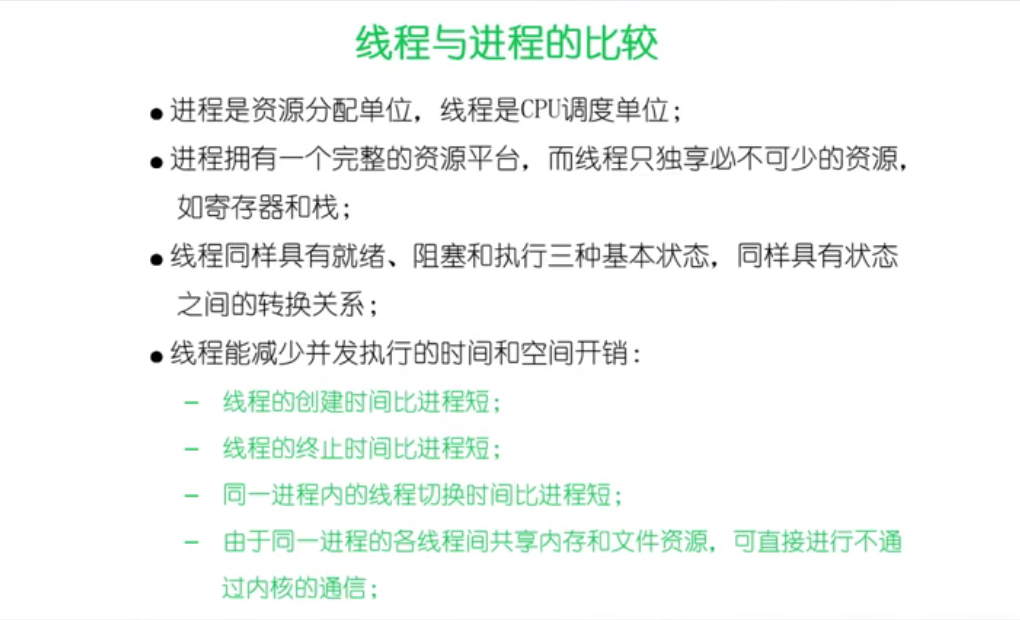 线程与进程的比较
● 进程是资源分配单位，线程是CPU调度单位；
● 进程拥有一个完整的资源平台，而线程只独享必不可少的资源，
如寄存器和栈；
● 线程同样具有就绪、阻塞和执行三种基本状态，同样具有状态
之间的转换关系；
● 线程能减少并发执行的时间和空间开销：
– 线程的创建时间比进程短；
– 线程的终止时间比进程短；
– 同一进程内的线程切换时间比进程短；
– 由于同一进程的各线程间共享内存和文件资源，可直接进行不通
过内核的通信；